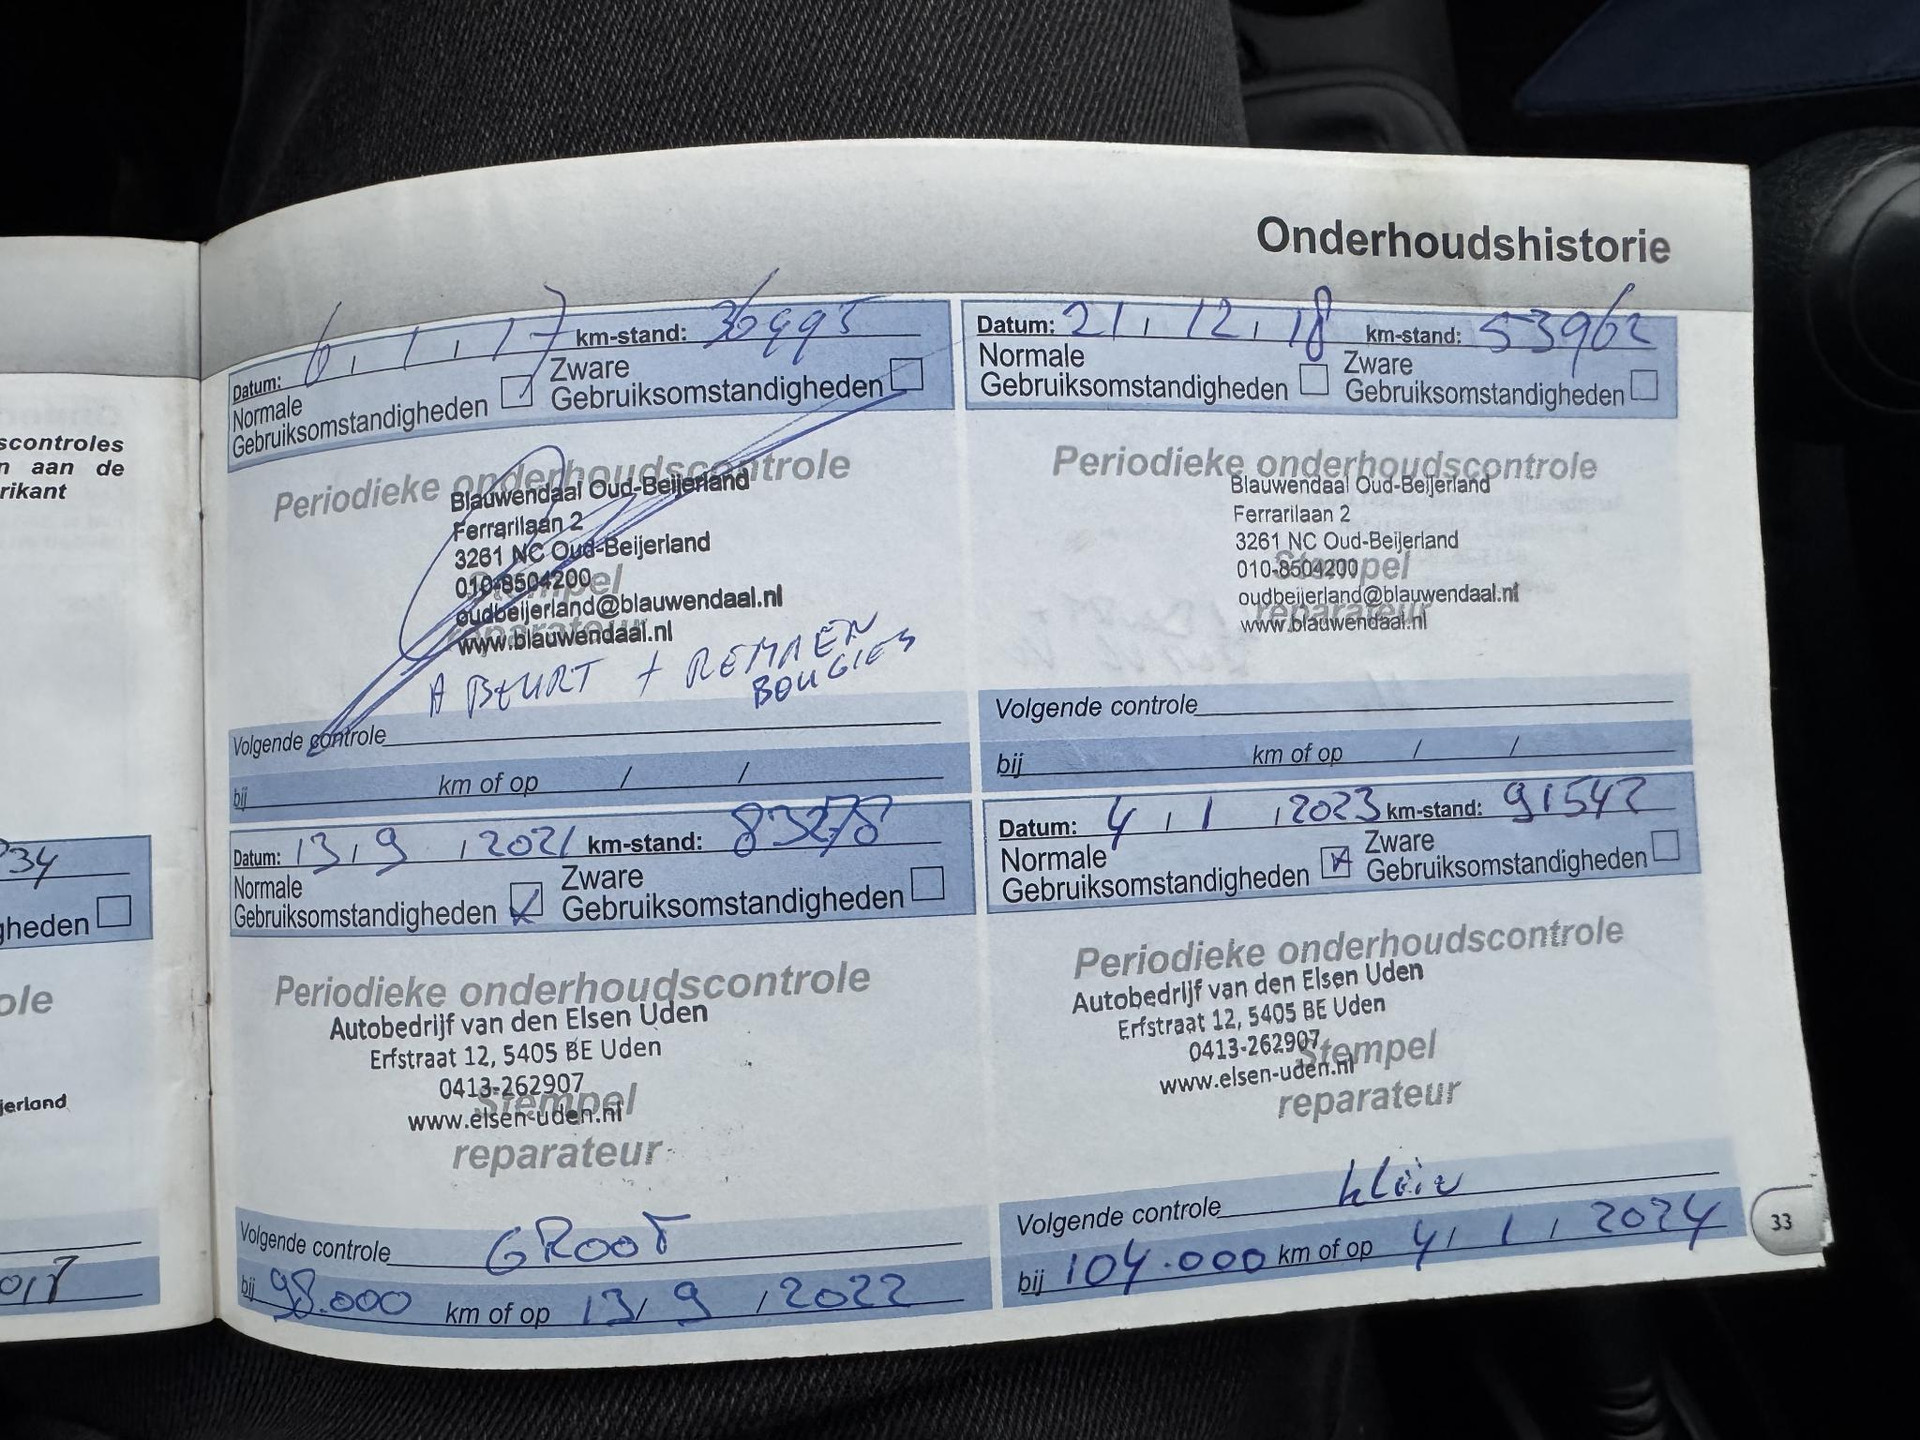 scontroles
n aan de
rikant
gheden
jerland
Onderhoudshistorie
Datum: 6 / 1 / 17 km-stand: 36995
Normale Gebruiksomstandigheden Zware Gebruiksomstandigheden
Periodieke onderhoudscontrole
Stempel
reparateur
Blauwendaal Oud-Beijerland
Ferrarilaan 2
3261 NC Oud-Beijerland
010-8504200
oudbeijerland@blauwendaal.nl
www.blauwendaal.nl
A BEURT + REMMEN
BOUGIES
Volgende controle
bij km of op / /
Datum: 21 / 12 / 18 km-stand: 53962
Normale Gebruiksomstandigheden Zware Gebruiksomstandigheden
Periodieke onderhoudscontrole
Stempel
reparateur
Blauwendaal Oud-Beijerland
Ferrarilaan 2
3261 NC Oud-Beijerland
010-8504200
oudbeijerland@blauwendaal.nl
www.blauwendaal.nl
Volgende controle
bij km of op / /
Datum: 13 / 9 / 2021 km-stand: 83278
Normale Gebruiksomstandigheden Zware Gebruiksomstandigheden
Periodieke onderhoudscontrole
Autobedrijf van den Elsen Uden
Erfstraat 12, 5405 BE Uden
0413-262907
www.elsen-uden.nl
Stempel
reparateur
Volgende controle GROOT
bij 98.000 km of op 13 / 9 / 2022
Datum: 4 / 1 / 2023 km-stand: 91542
Normale Gebruiksomstandigheden Zware Gebruiksomstandigheden
Periodieke onderhoudscontrole
Autobedrijf van den Elsen Uden
Erfstraat 12, 5405 BE Uden
0413-262907
www.elsen-uden.nl
Stempel
reparateur
Volgende controle klein
bij 104.000 km of op 4 / 1 / 2024
33